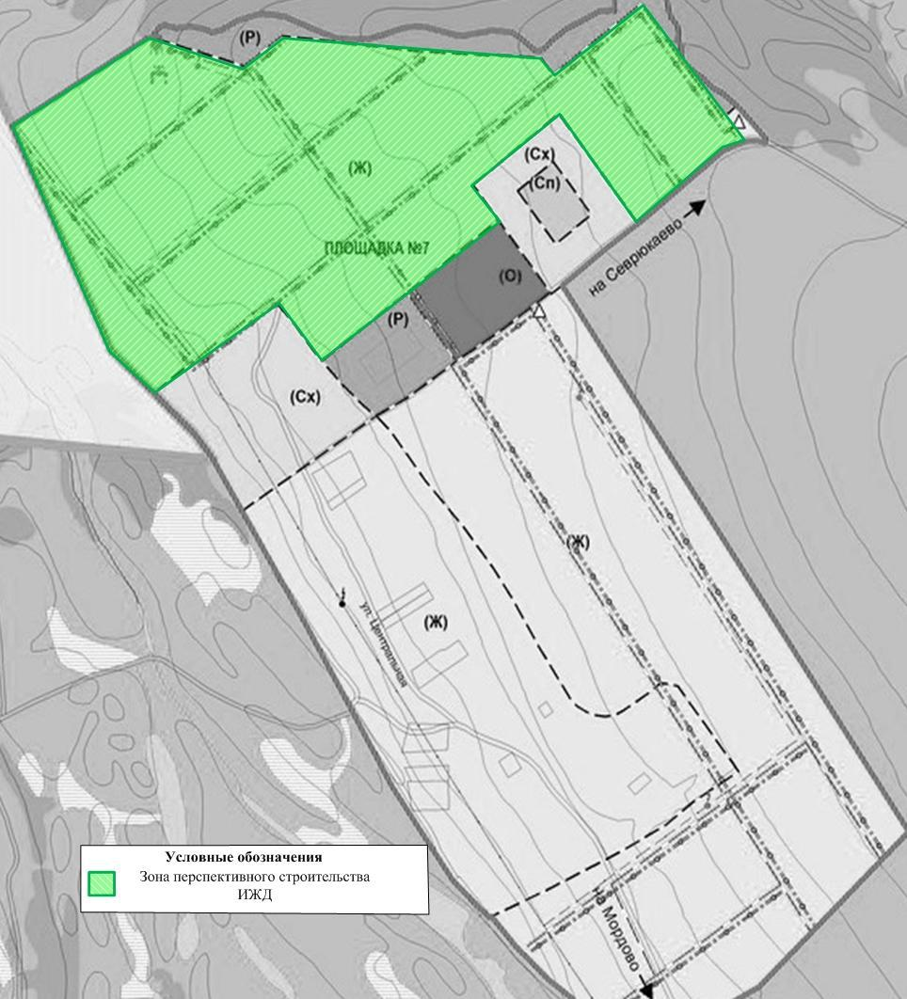 (Р)
(Ж)
(Сх)
(Сп)
ПЛОЩАДКА №7
на Севрюкаево
(О)
(Р)
(Сх)
(Ж)
(Ж)
ул. Центральная
Условные обозначения
Зона перспективного строительства
ИЖД
на Мордово